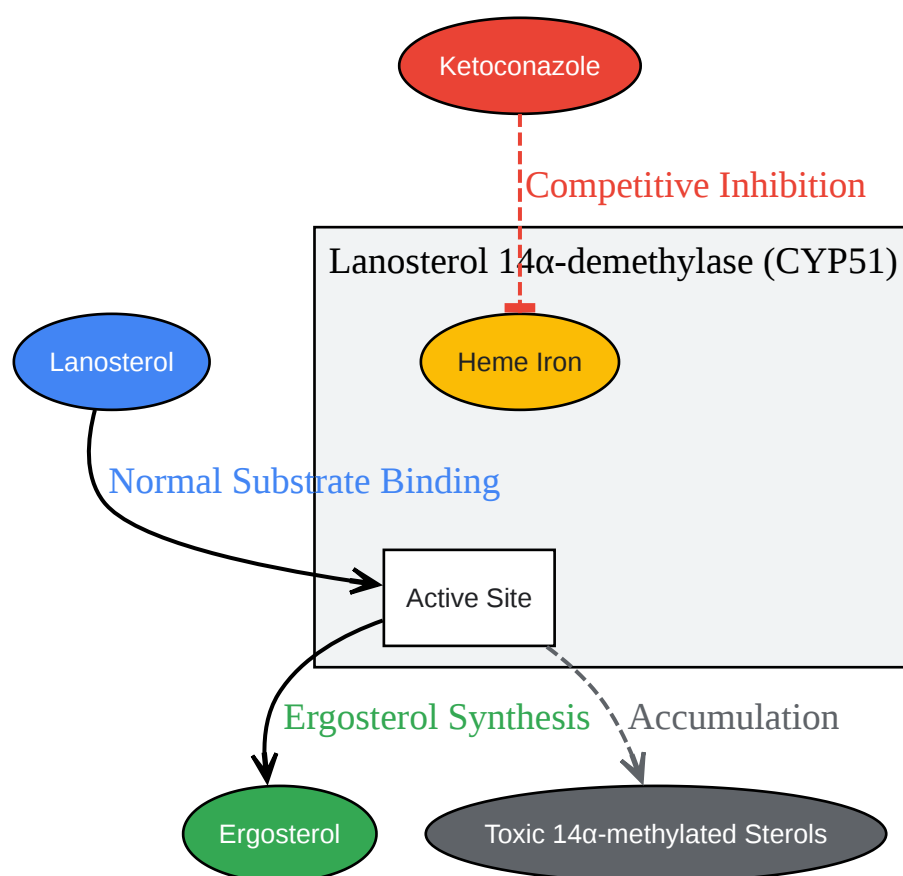 Ketoconazole
Competitive Inhibition
Lanosterol 14α-demethylase (CYP51)
Lanosterol
Heme Iron
Normal Substrate Binding
Active Site
Ergosterol Synthesis
Accumulation
Ergosterol
Toxic 14α-methylated Sterols